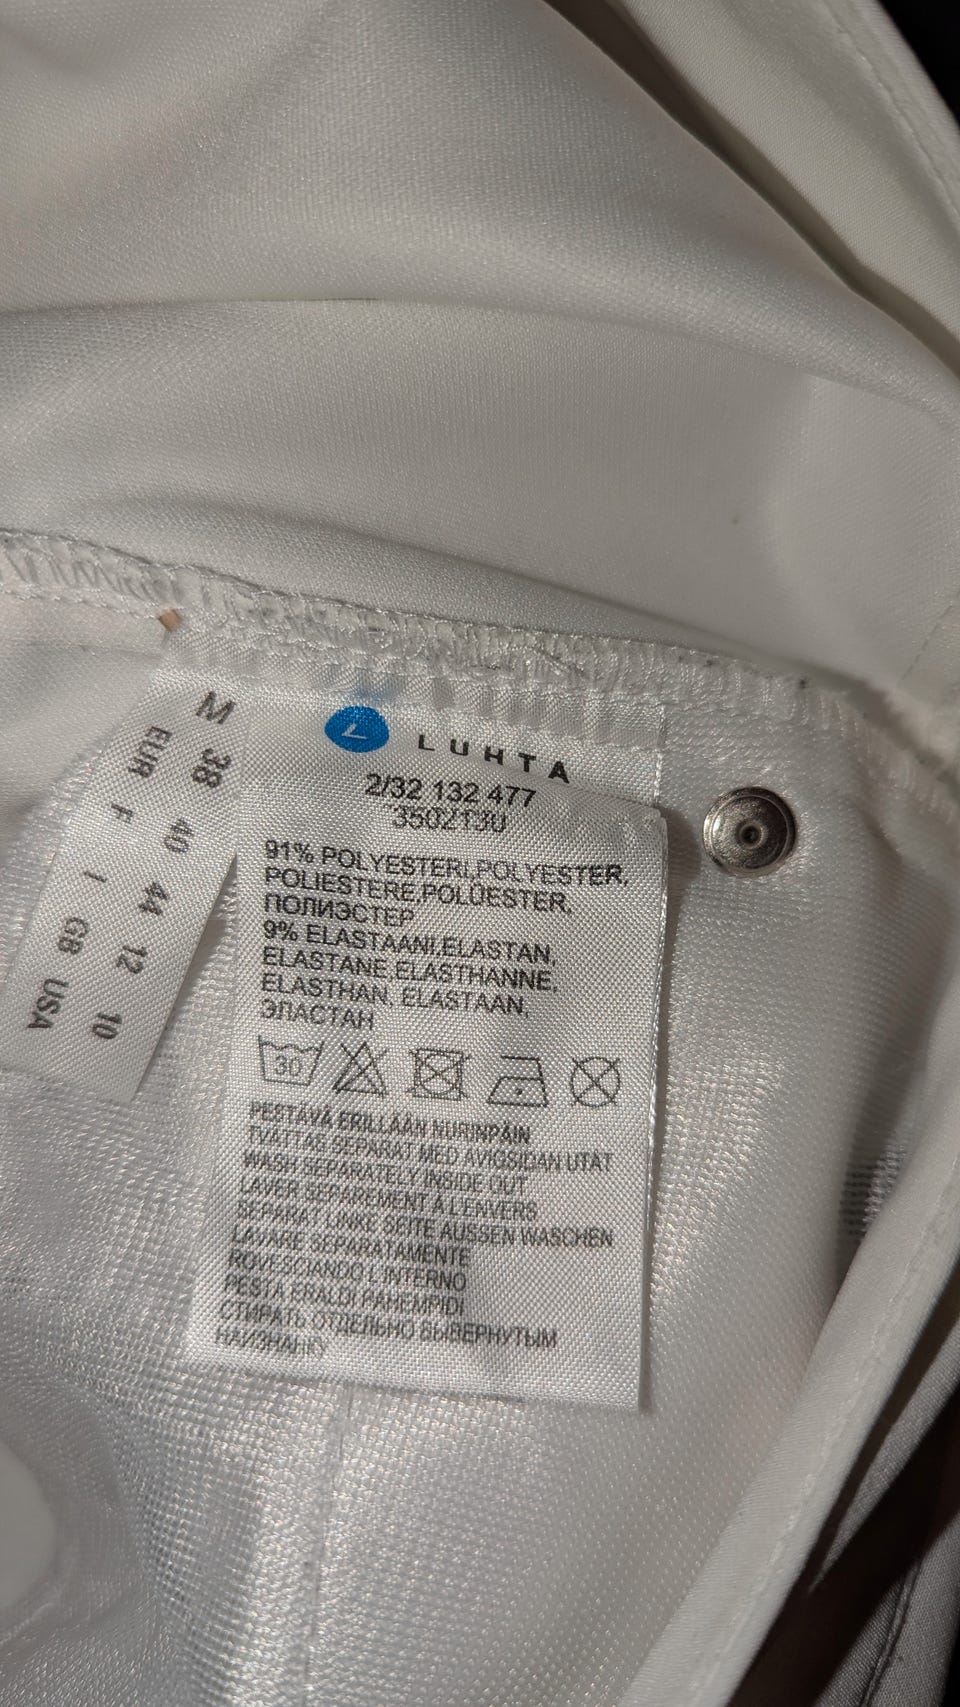 M
38 40 44 12 10
EUR F I GB USA
LUHTA
2/32 132 477
3502130
91% POLYESTERI,POLYESTER,
POLIESTERE,POLÜESTER,
ПОЛИЭСТЕР
9% ELASTAANI,ELASTAN,
ELASTANE,ELASTHANNE,
ELASTHAN, ELASTAAN,
ЭЛАСТАН
30
PESTÄVÄ ERILLÄÄN NURINPÄIN
TVÄTTAS SEPARAT MED AVIGSIDAN UTÅT
WASH SEPARATELY INSIDE OUT
LAVER SÉPARÉMENT À L'ENVERS
SEPARAT LINKE SEITE AUSSEN WASCHEN
LAVARE SEPARATAMENTE
ROVESCIANDO L'INTERNO
PESTA ERALDI PAHEMPIDI
СТИРАТЬ ОТДЕЛЬНО ВЫВЕРНУТЫМ
НАИЗНАНКУ